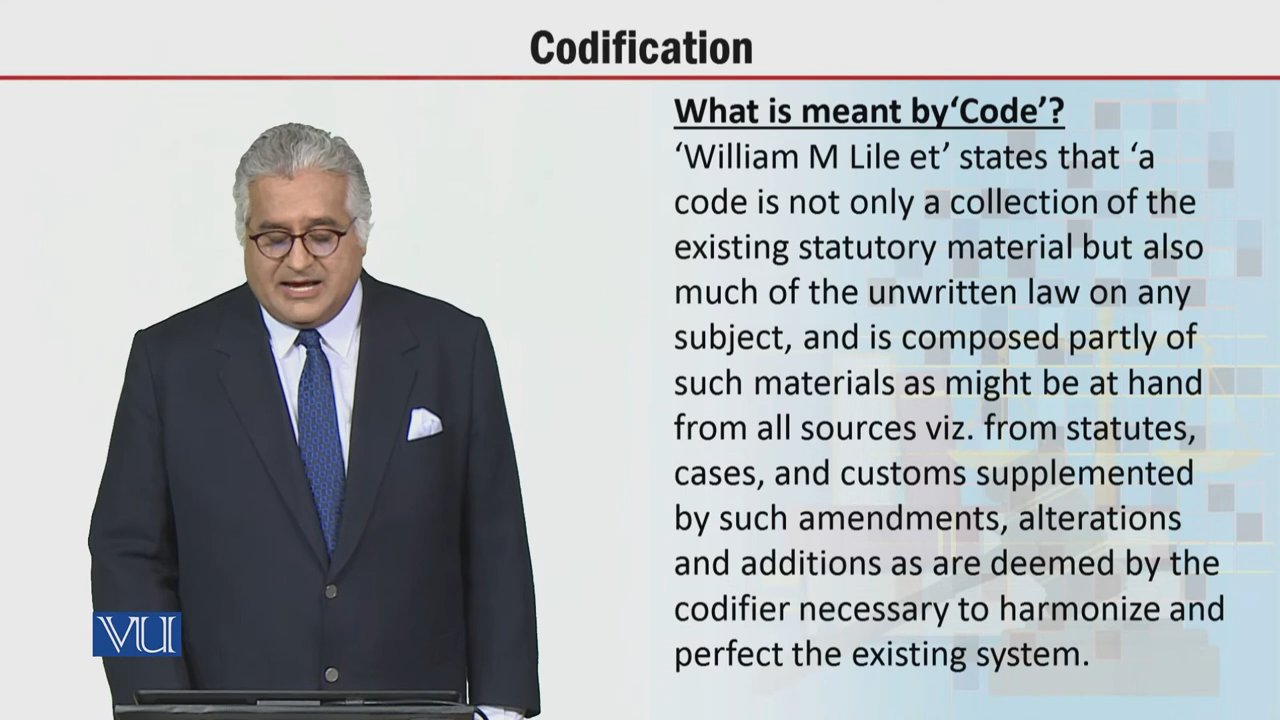 Codification
What is meant by‘Code’?
‘William M Lile et’ states that ‘a
code is not only a collection of the
existing statutory material but also
much of the unwritten law on any
subject, and is composed partly of
such materials as might be at hand
from all sources viz. from statutes,
cases, and customs supplemented
by such amendments, alterations
and additions as are deemed by the
codifier necessary to harmonize and
perfect the existing system.
VU